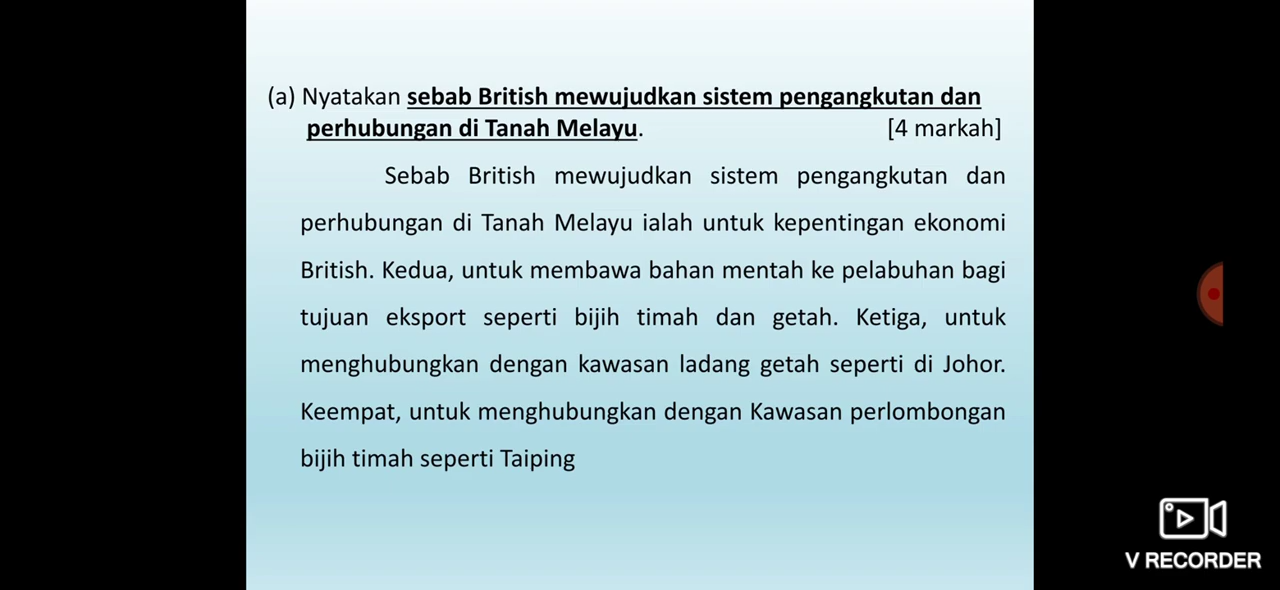 (a) Nyatakan sebab British mewujudkan sistem pengangkutan dan
perhubungan di Tanah Melayu. [4 markah]
Sebab British mewujudkan sistem pengangkutan dan
perhubungan di Tanah Melayu ialah untuk kepentingan ekonomi
British. Kedua, untuk membawa bahan mentah ke pelabuhan bagi
tujuan eksport seperti bijih timah dan getah. Ketiga, untuk
menghubungkan dengan kawasan ladang getah seperti di Johor.
Keempat, untuk menghubungkan dengan Kawasan perlombongan
bijih timah seperti Taiping
V RECORDER